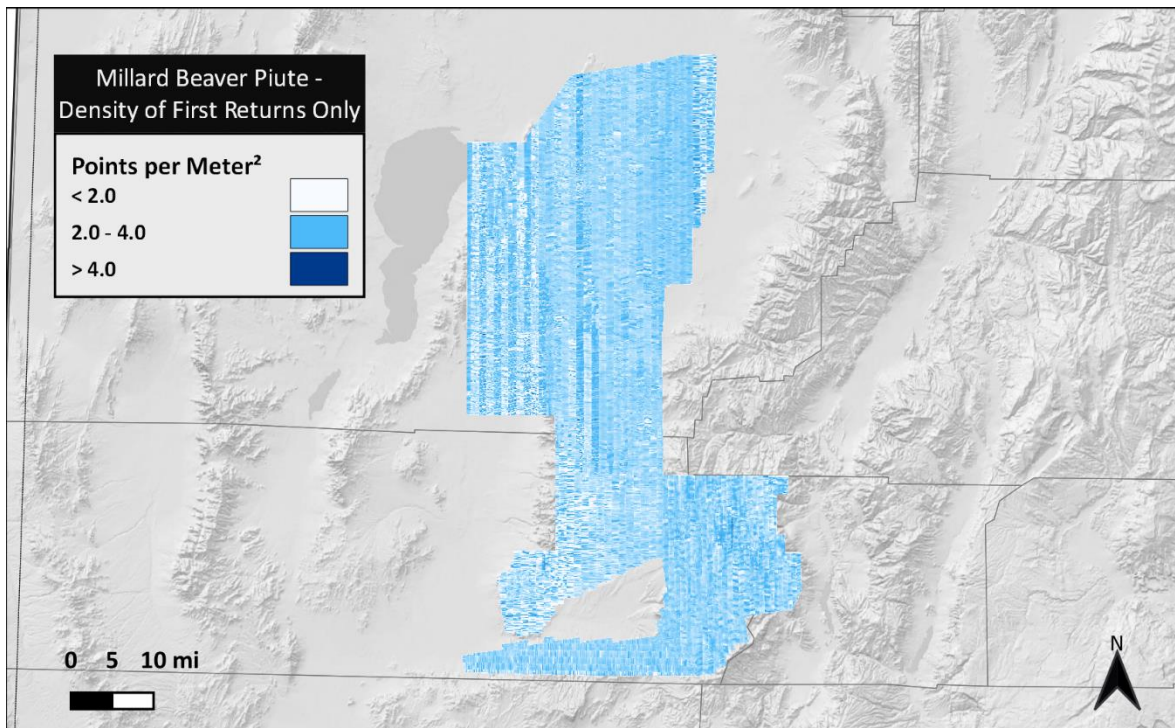 Millard Beaver Piute -
Density of First Returns Only
Points per Meter²
< 2.0
2.0 - 4.0
> 4.0
0 5 10 mi
N